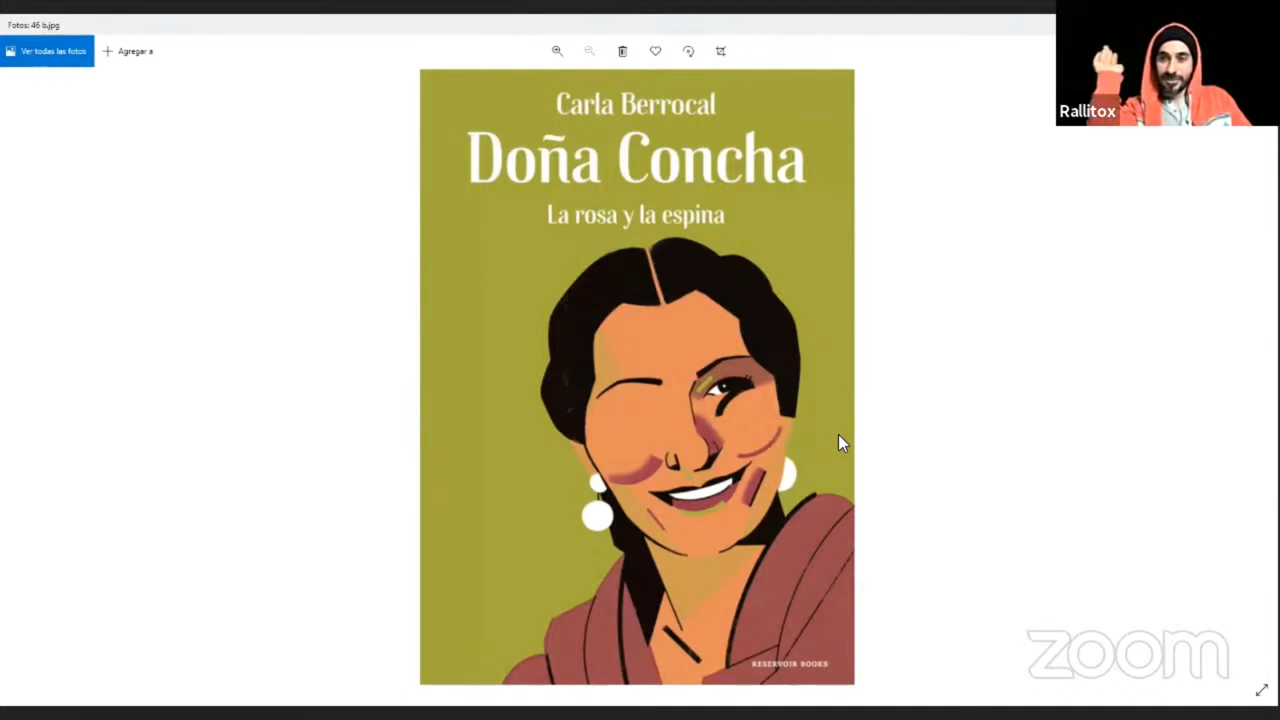 Fotos: 46 b.jpg
Ver todas las fotos
Agregar a
Rallitox
Carla Berrocal
Doña Concha
La rosa y la espina
RESERVOIR BOOKS
zoom